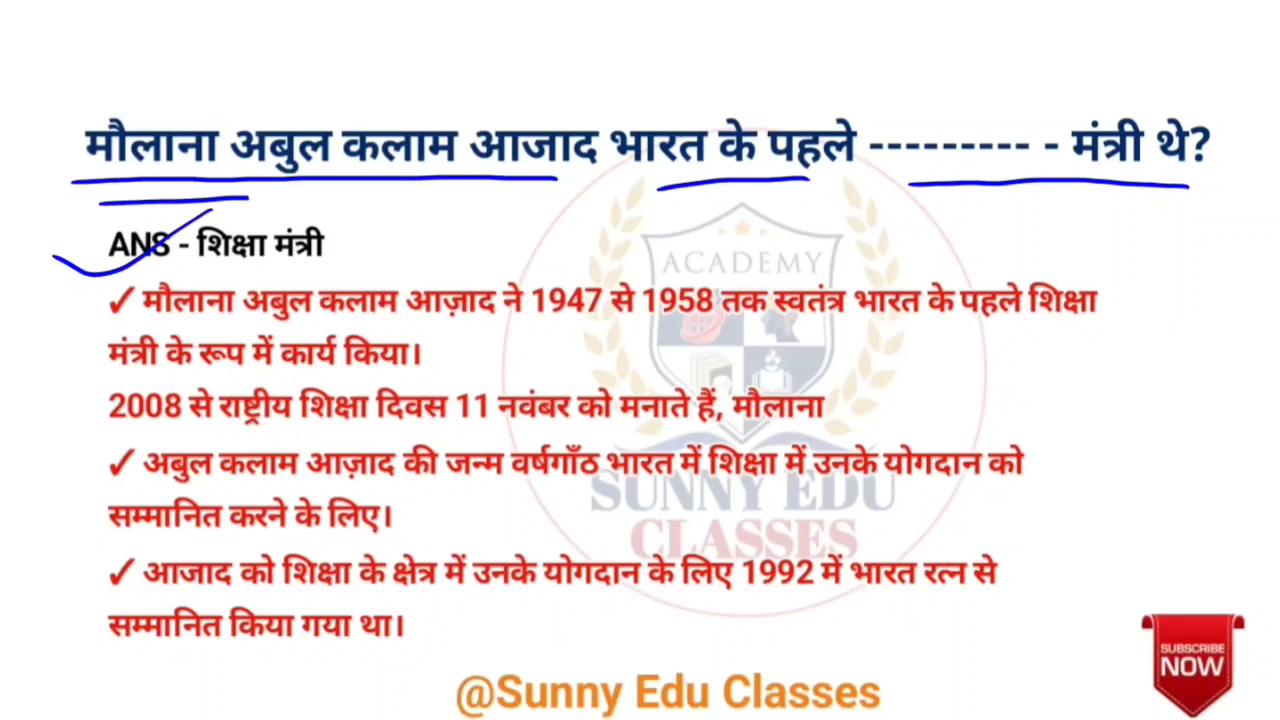 मौलाना अबुल कलाम आजाद भारत के पहले --------- - मंत्री थे?
ANS - शिक्षा मंत्री
✓ मौलाना अबुल कलाम आज़ाद ने 1947 से 1958 तक स्वतंत्र भारत के पहले शिक्षा
मंत्री के रूप में कार्य किया।
2008 से राष्ट्रीय शिक्षा दिवस 11 नवंबर को मनाते हैं, मौलाना
✓ अबुल कलाम आज़ाद की जन्म वर्षगाँठ भारत में शिक्षा में उनके योगदान को
सम्मानित करने के लिए।
✓ आजाद को शिक्षा के क्षेत्र में उनके योगदान के लिए 1992 में भारत रत्न से
सम्मानित किया गया था।
ACADEMY
SUNNY EDU
CLASSES
SUBSCRIBE
NOW
@Sunny Edu Classes